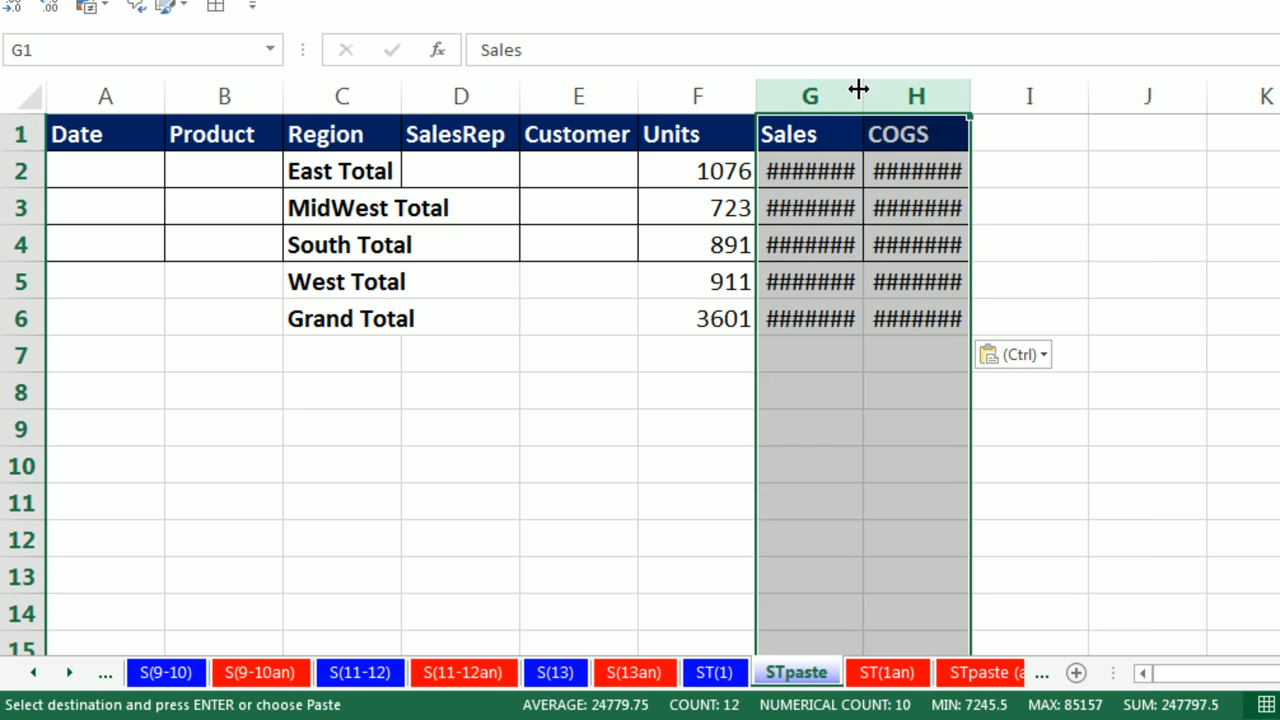 .0 .00
G1 fx Sales
A B C D E F G H I J K
1 Date Product Region SalesRep Customer Units Sales COGS
2 East Total 1076 ####### #######
3 MidWest Total 723 ####### #######
4 South Total 891 ####### #######
5 West Total 911 ####### #######
6 Grand Total 3601 ####### #######
7 (Ctrl)
8
9
10
11
12
13
14
15
... S(9-10) S(9-10an) S(11-12) S(11-12an) S(13) S(13an) ST(1) STpaste ST(1an) STpaste (a ...
Select destination and press ENTER or choose Paste AVERAGE: 24779.75 COUNT: 12 NUMERICAL COUNT: 10 MIN: 7245.5 MAX: 85157 SUM: 247797.5